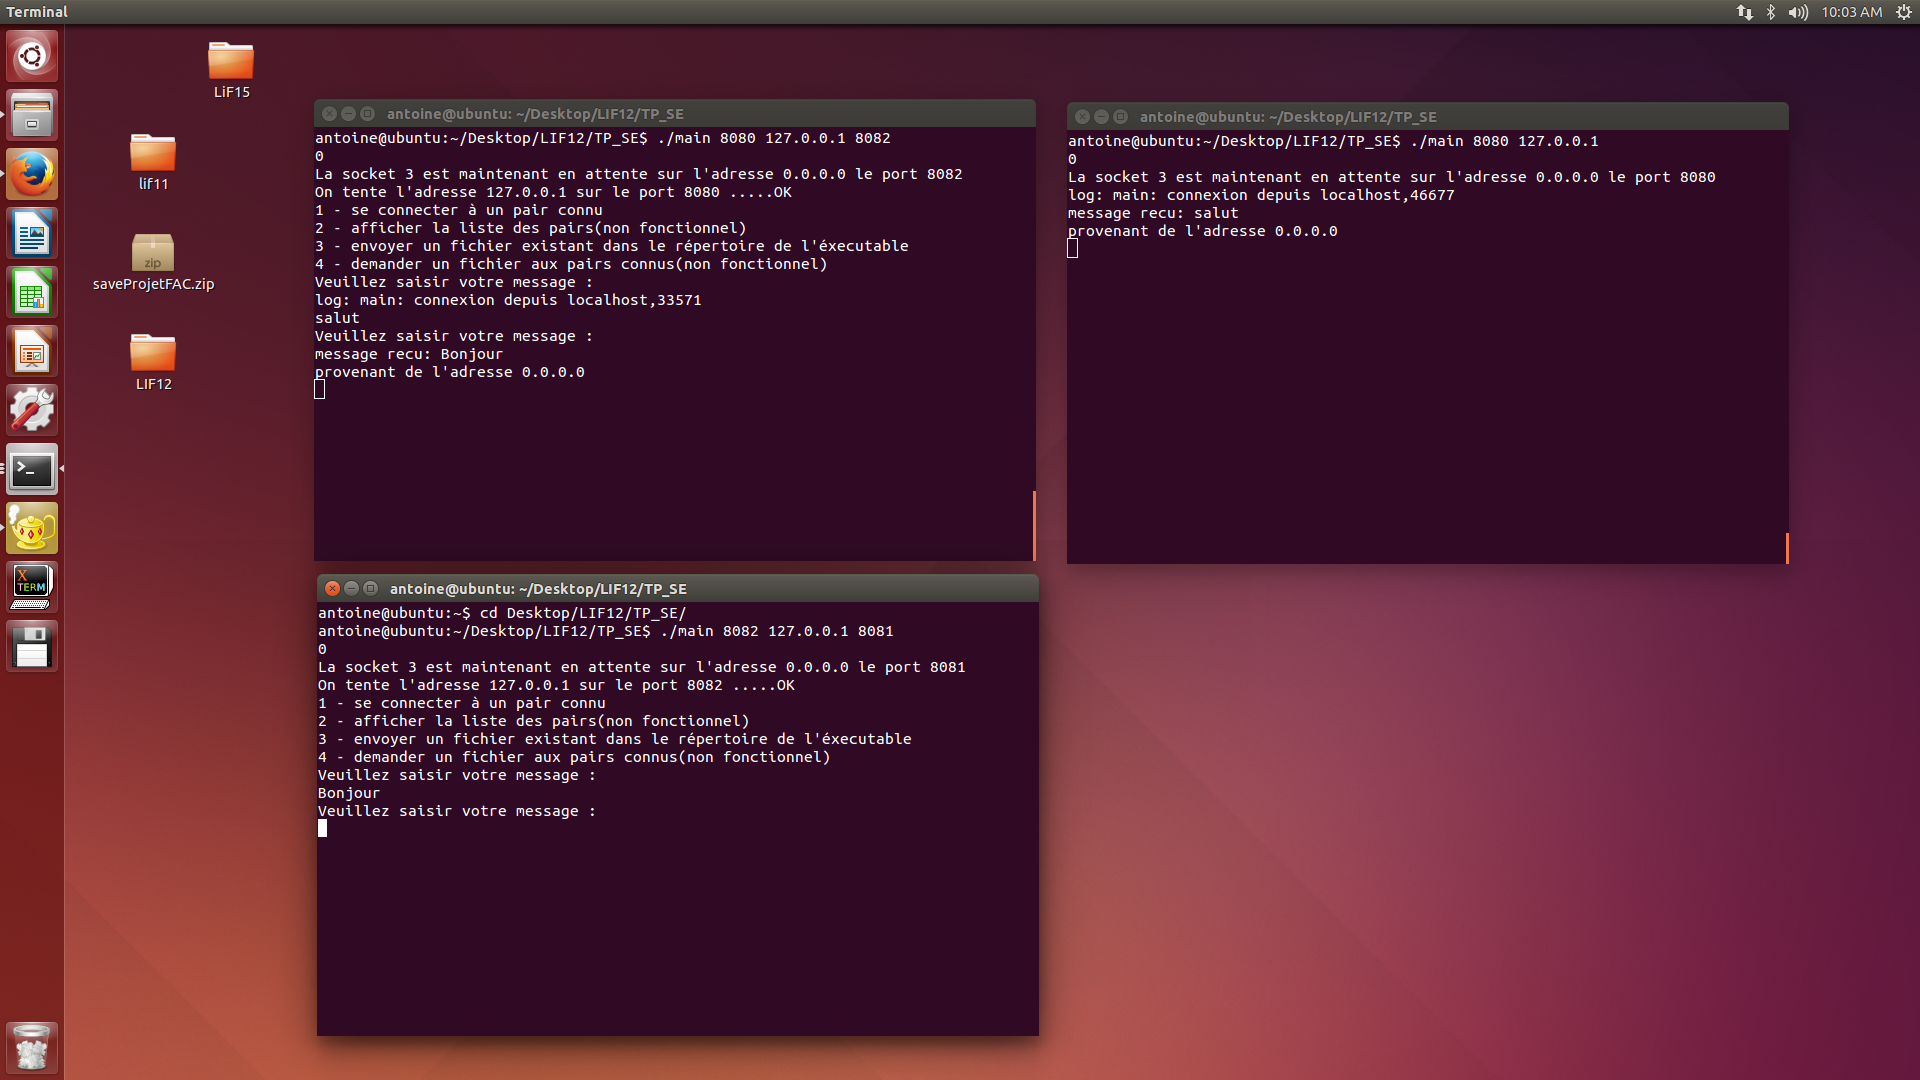 Terminal
10:03 AM
LiF15
lif11
zip
saveProjetFAC.zip
LIF12
X
TERM
antoine@ubuntu: ~/Desktop/LIF12/TP_SE
antoine@ubuntu:~/Desktop/LIF12/TP_SE$ ./main 8080 127.0.0.1 8082
0
La socket 3 est maintenant en attente sur l'adresse 0.0.0.0 le port 8082
On tente l'adresse 127.0.0.1 sur le port 8080 .....OK
1 - se connecter à un pair connu
2 - afficher la liste des pairs(non fonctionnel)
3 - envoyer un fichier existant dans le répertoire de l'éxecutable
4 - demander un fichier aux pairs connus(non fonctionnel)
Veuillez saisir votre message :
log: main: connexion depuis localhost,33571
salut
Veuillez saisir votre message :
message recu: Bonjour
provenant de l'adresse 0.0.0.0
antoine@ubuntu: ~/Desktop/LIF12/TP_SE
antoine@ubuntu:~/Desktop/LIF12/TP_SE$ ./main 8080 127.0.0.1
0
La socket 3 est maintenant en attente sur l'adresse 0.0.0.0 le port 8080
log: main: connexion depuis localhost,46677
message recu: salut
provenant de l'adresse 0.0.0.0
antoine@ubuntu: ~/Desktop/LIF12/TP_SE
antoine@ubuntu:~$ cd Desktop/LIF12/TP_SE/
antoine@ubuntu:~/Desktop/LIF12/TP_SE$ ./main 8082 127.0.0.1 8081
0
La socket 3 est maintenant en attente sur l'adresse 0.0.0.0 le port 8081
On tente l'adresse 127.0.0.1 sur le port 8082 .....OK
1 - se connecter à un pair connu
2 - afficher la liste des pairs(non fonctionnel)
3 - envoyer un fichier existant dans le répertoire de l'éxecutable
4 - demander un fichier aux pairs connus(non fonctionnel)
Veuillez saisir votre message :
Bonjour
Veuillez saisir votre message :